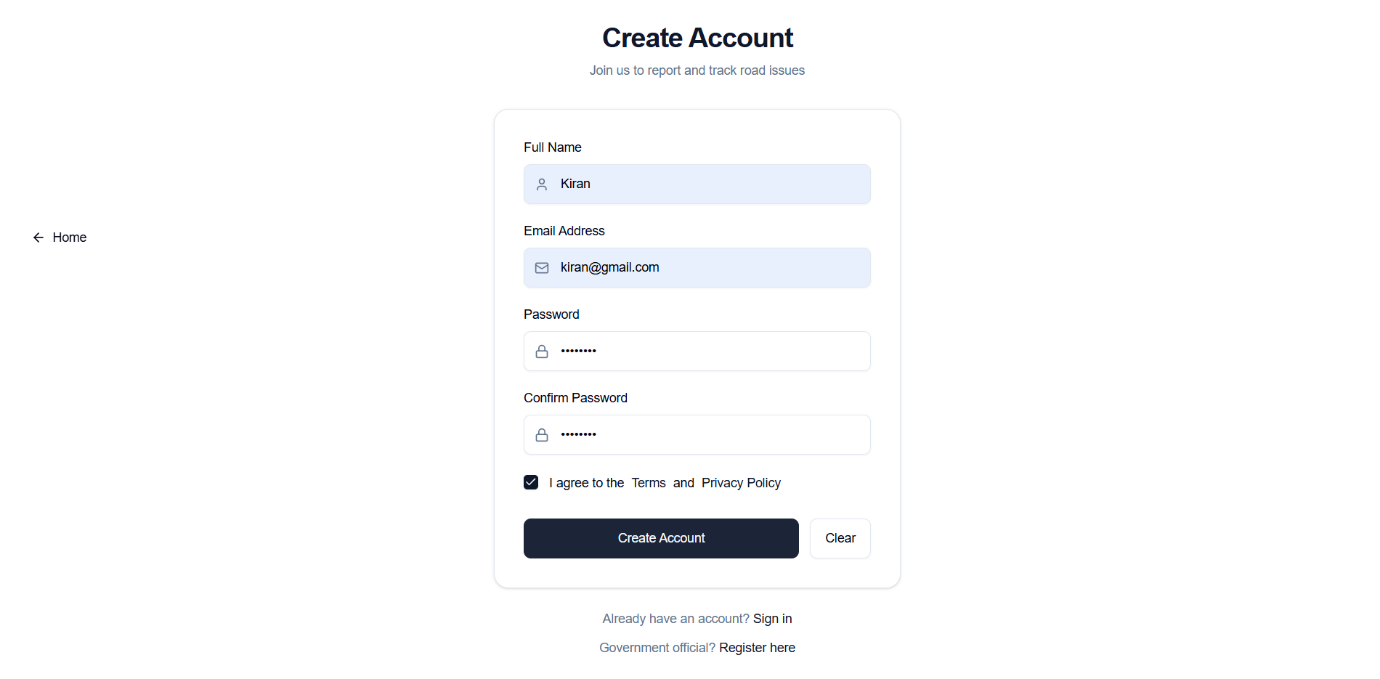 Create Account
Join us to report and track road issues
Full Name
Kiran
Home
Email Address
kiran@gmail.com
Password
••••••••
Confirm Password
••••••••
I agree to the Terms and Privacy Policy
Create Account
Clear
Already have an account? Sign in
Government official? Register here